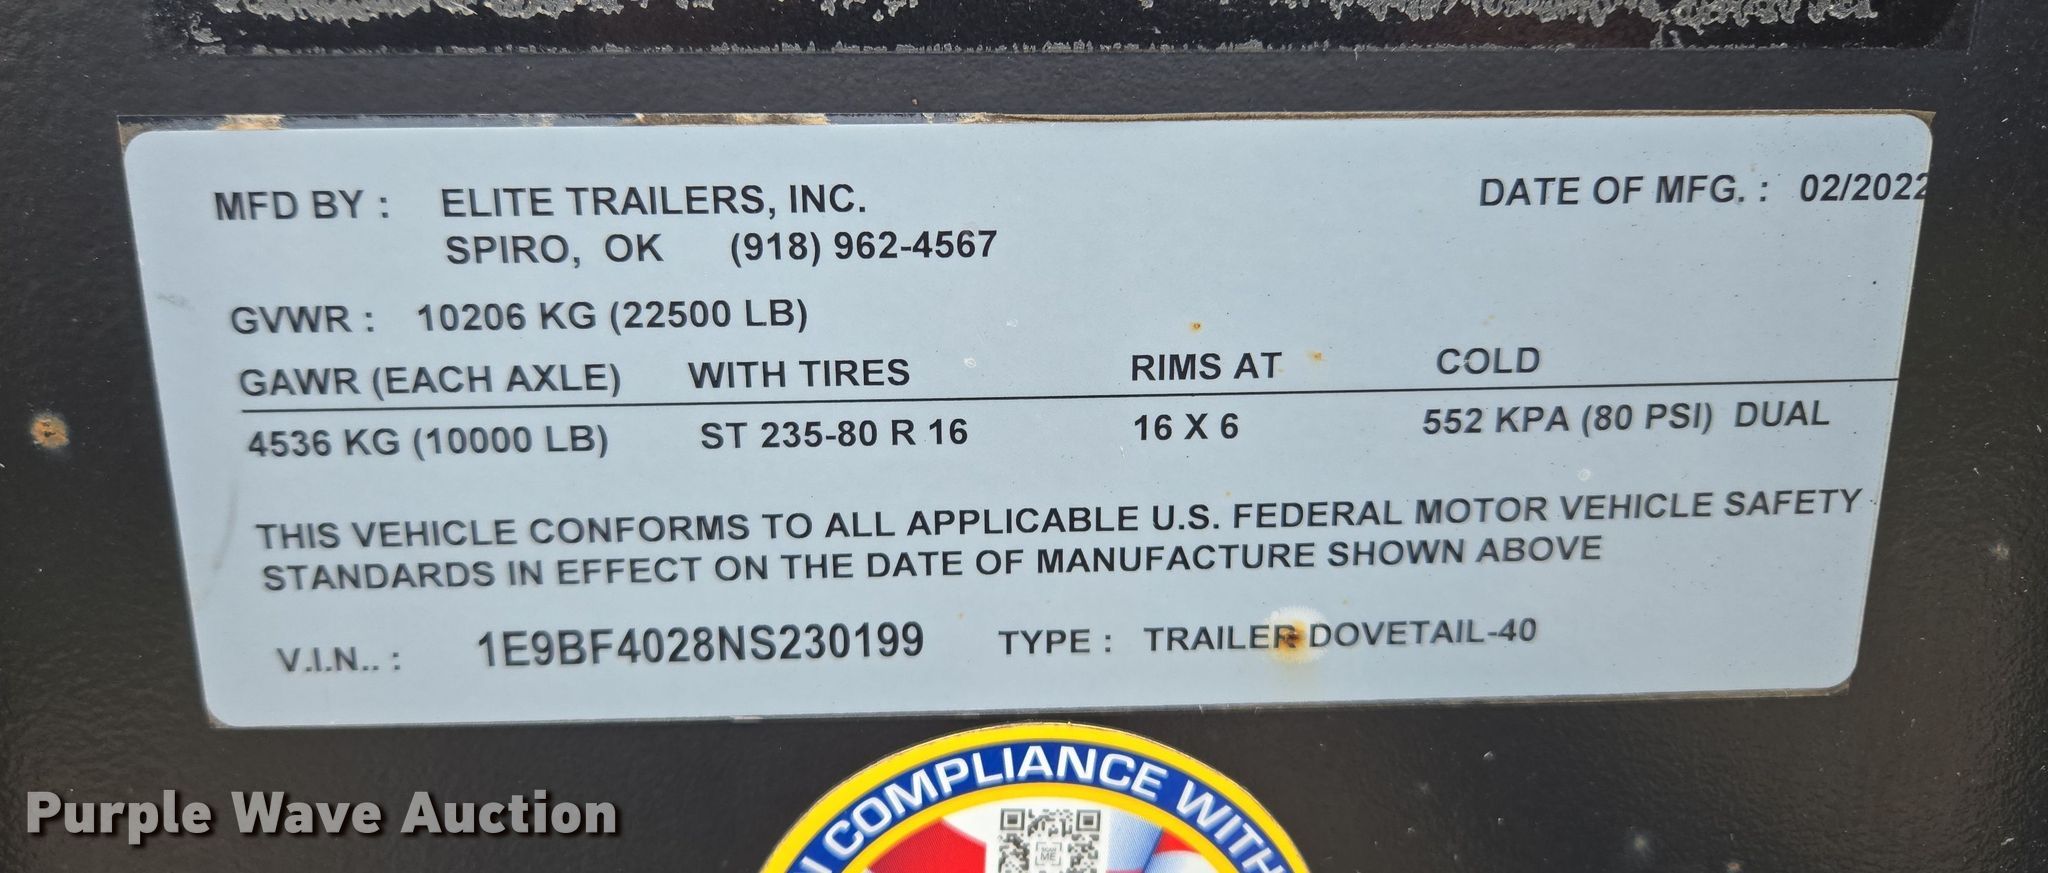 MFD BY : ELITE TRAILERS, INC. DATE OF MFG. : 02/2022
SPIRO, OK (918) 962-4567
GVWR : 10206 KG (22500 LB)
GAWR (EACH AXLE) WITH TIRES RIMS AT COLD
4536 KG (10000 LB) ST 235-80 R 16 16 X 6 552 KPA (80 PSI) DUAL
THIS VEHICLE CONFORMS TO ALL APPLICABLE U.S. FEDERAL MOTOR VEHICLE SAFETY
STANDARDS IN EFFECT ON THE DATE OF MANUFACTURE SHOWN ABOVE
V.I.N.. : 1E9BF4028NS230199 TYPE : TRAILER DOVETAIL-40
COMPLIANCE WITH
SCAN
ME
Purple Wave Auction